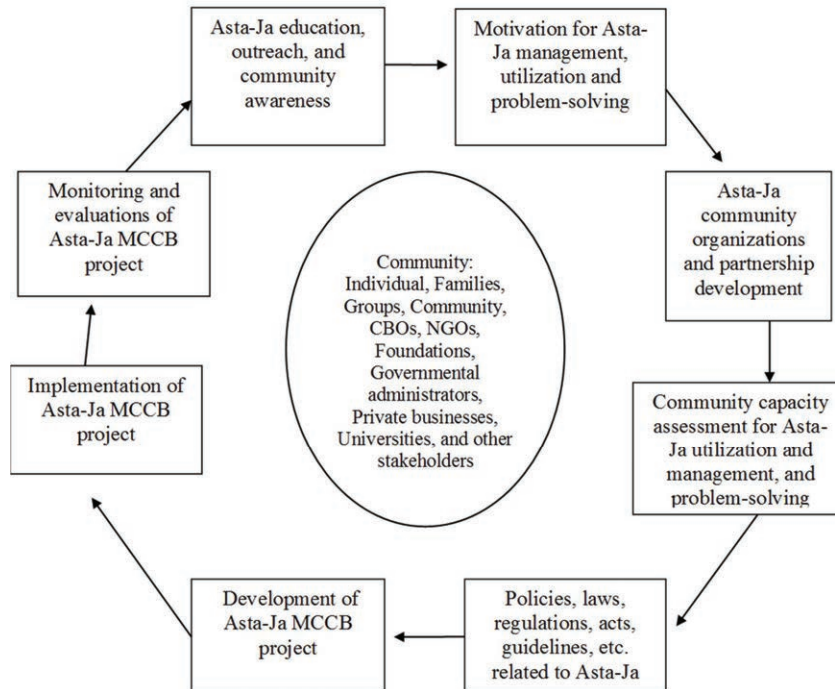 Asta-Ja education,
outreach, and
community
awareness
Motivation for Asta-
Ja management,
utilization and
problem-solving
Asta-Ja
community
organizations
and partnership
development
Community capacity
assessment for Asta-
Ja utilization and
management, and
problem-solving
Policies, laws,
regulations, acts,
guidelines, etc.
related to Asta-Ja
Development of
Asta-Ja MCCB
project
Implementation of
Asta-Ja MCCB
project
Monitoring and
evaluations of
Asta-Ja MCCB
project
Community:
Individual, Families,
Groups, Community,
CBOs, NGOs,
Foundations,
Governmental
administrators,
Private businesses,
Universities, and other
stakeholders